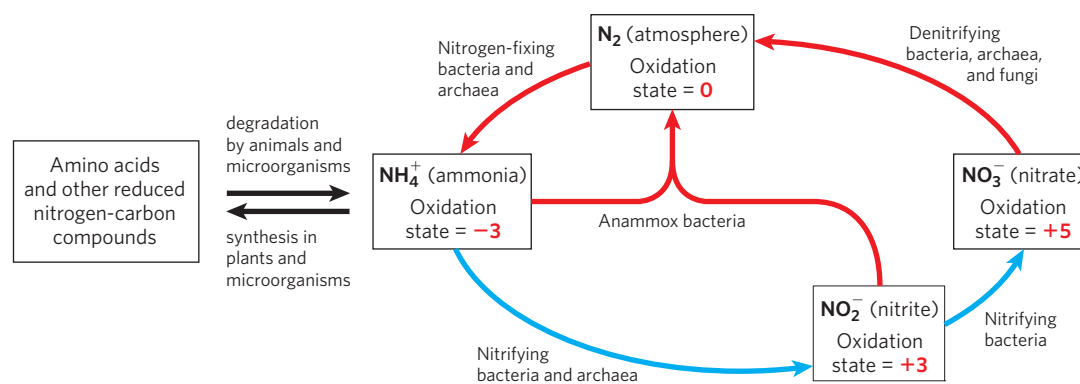 N₂ (atmosphere)
Oxidation
state = 0
Nitrogen-fixing
bacteria and
archaea
Denitrifying
bacteria, archaea,
and fungi
degradation
by animals and
microorganisms
Amino acids
and other reduced
nitrogen-carbon
compounds
synthesis in
plants and
microorganisms
NH₄⁺ (ammonia)
Oxidation
state = −3
Anammox bacteria
NO₃⁻ (nitrate)
Oxidation
state = +5
NO₂⁻ (nitrite)
Oxidation
state = +3
Nitrifying
bacteria
Nitrifying
bacteria and archaea